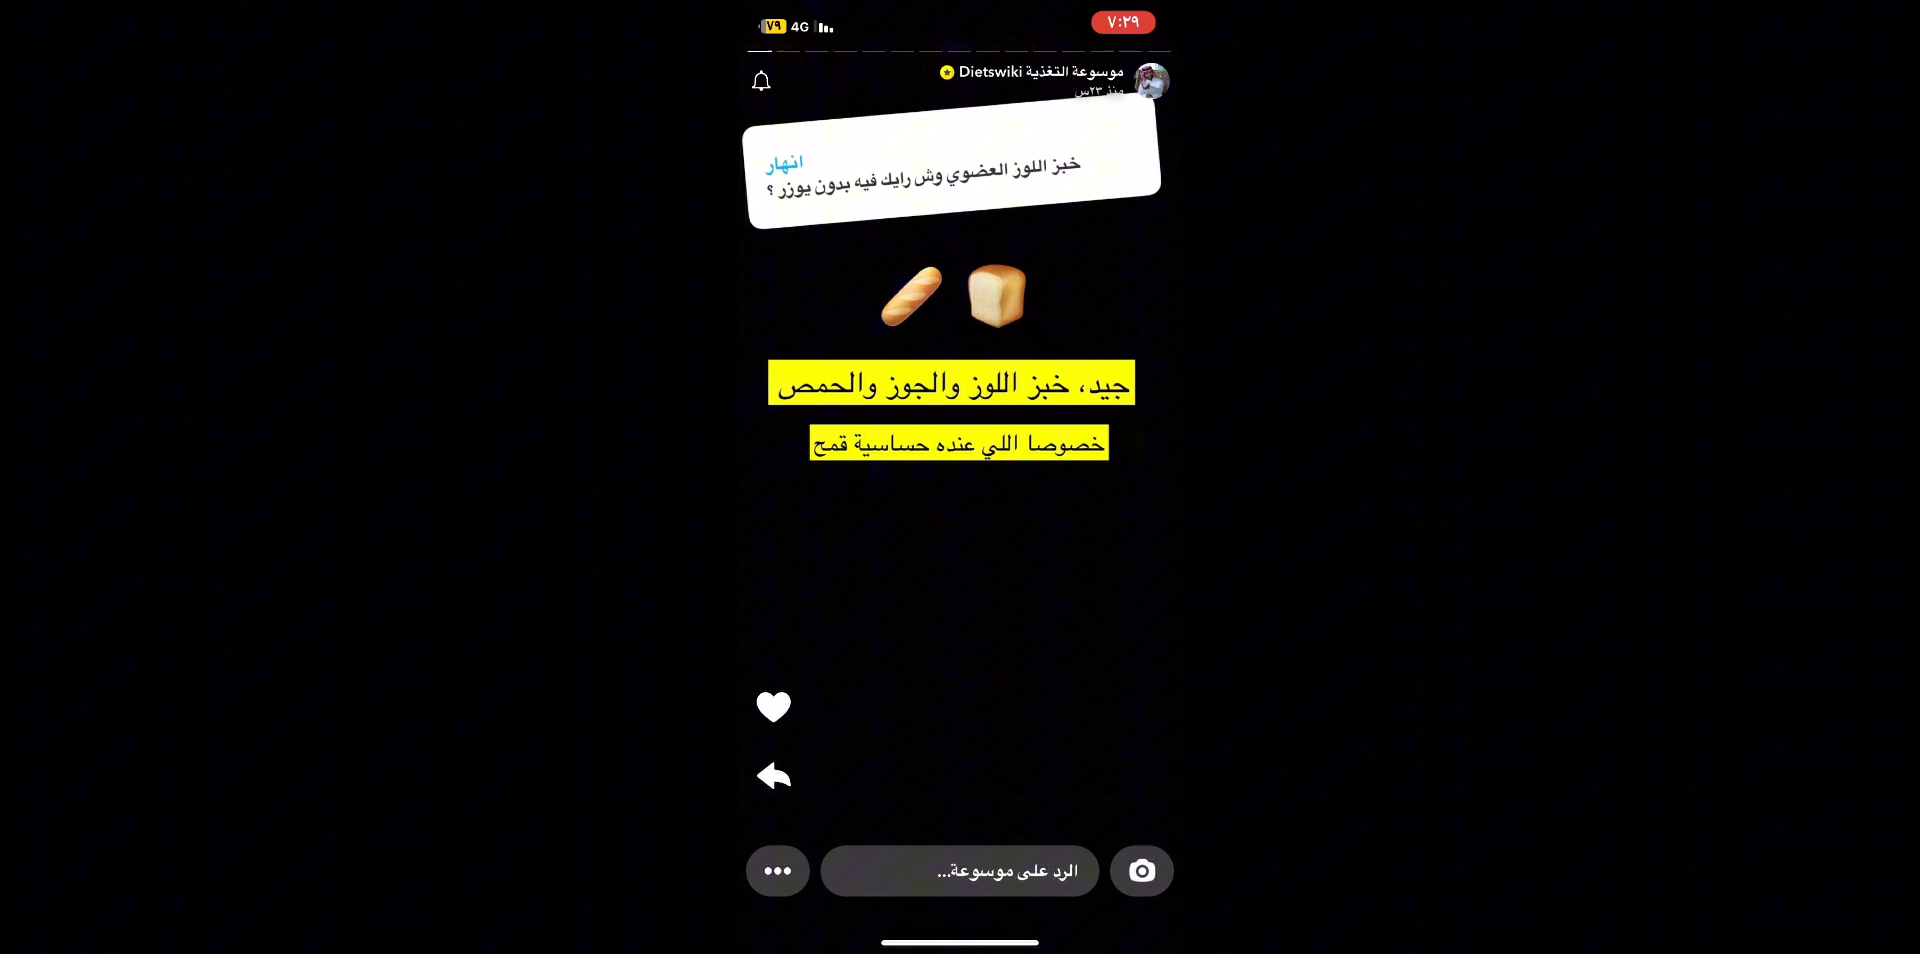 ٧:٢٩
4G ٧٩
موسوعة التغذية Dietswiki
منذ ٢٣س
انهار
خبز اللوز العضوي وش رايك فيه بدون يوزر ؟
جيد، خبز اللوز والجوز والحمص
خصوصا اللي عنده حساسية قمح
الرد على موسوعة...